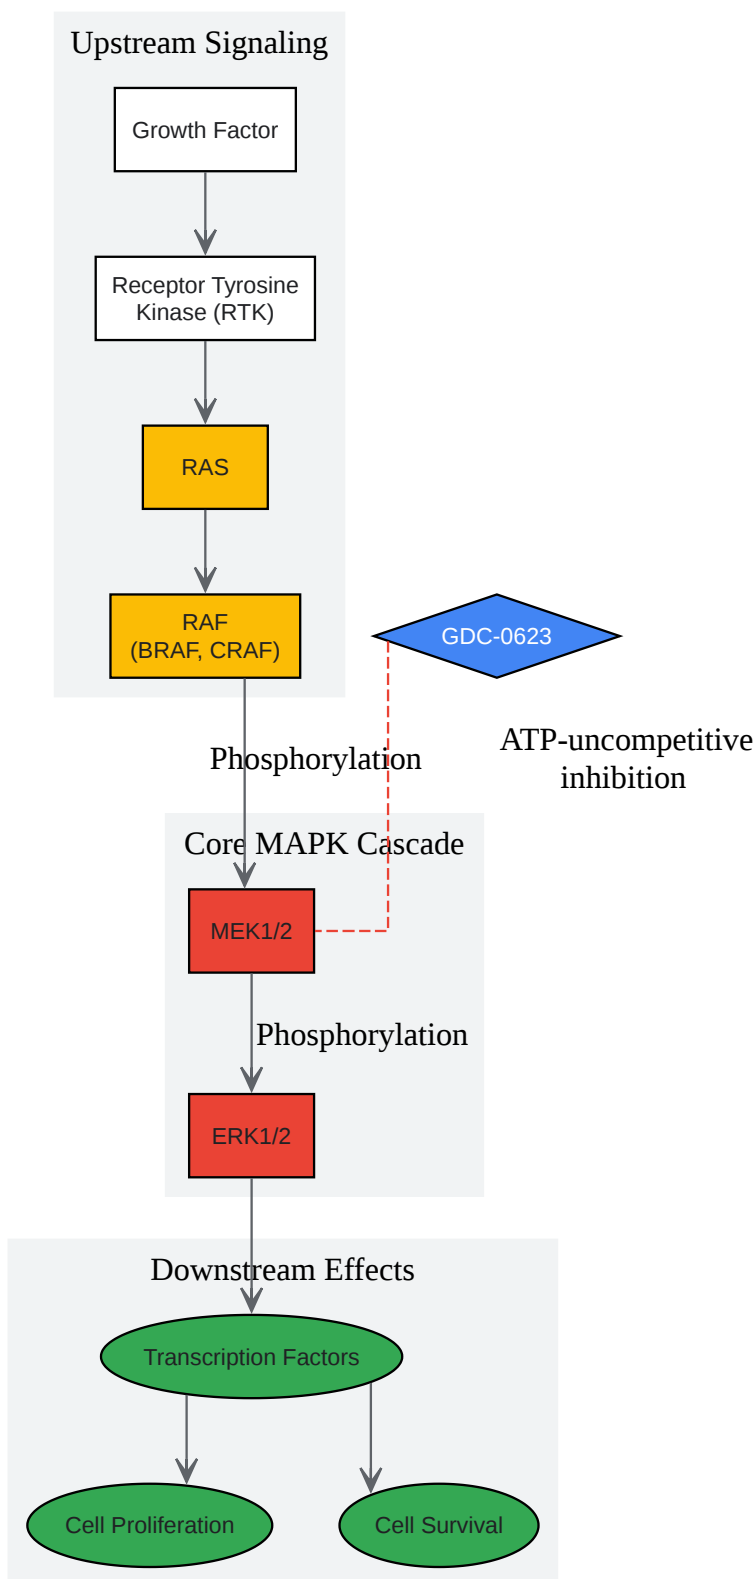 Upstream Signaling
Growth Factor
Receptor Tyrosine
Kinase (RTK)
RAS
RAF
(BRAF, CRAF)
GDC-0623
Phosphorylation
ATP-uncompetitive
inhibition
Core MAPK Cascade
MEK1/2
Phosphorylation
ERK1/2
Downstream Effects
Transcription Factors
Cell Proliferation
Cell Survival